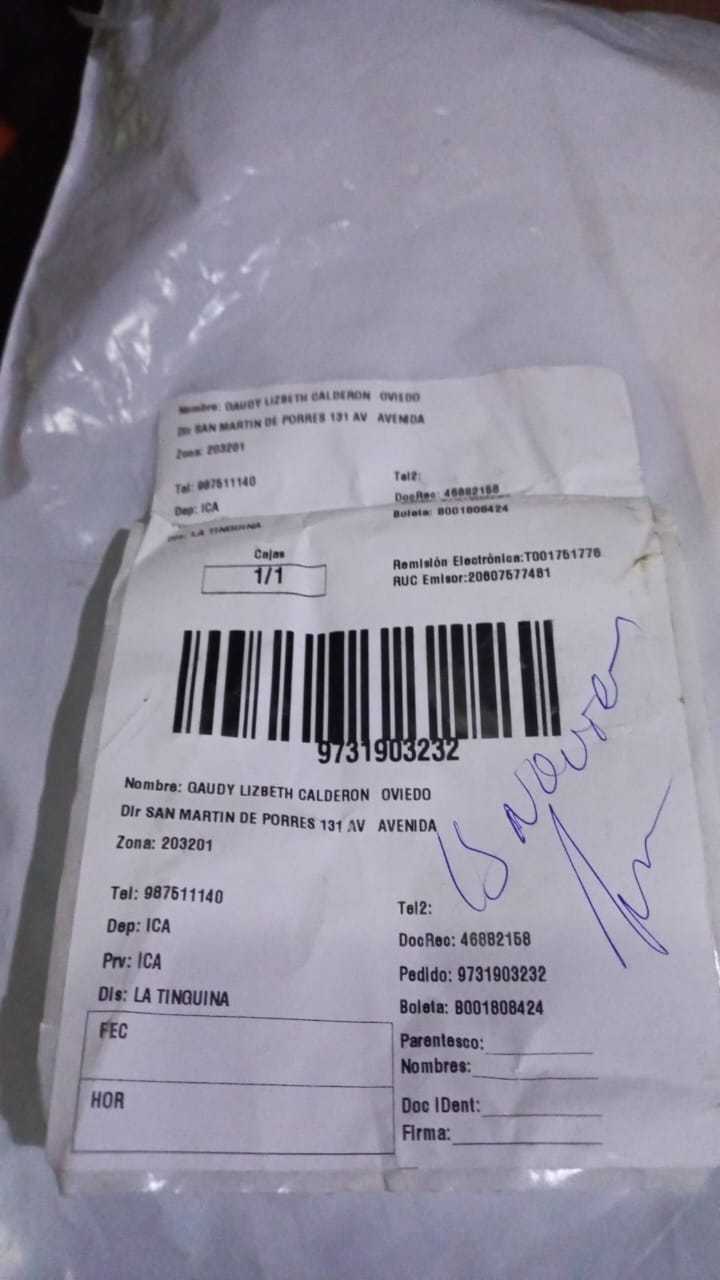 Nombre: GAUDY LIZBETH CALDERON OVIEDO
Dir SAN MARTIN DE PORRES 131 AV AVENIDA
Zona: 203201
Tel: 987511140
Tel2:
Dep: ICA
DocRec: 46882158
Boleta: B001808424
Dis: LA TINGUINA
Cajas
1/1
Remisión Electrónica:T001751776
RUC Emisor:20607577481
9731903232
Nombre: GAUDY LIZBETH CALDERON OVIEDO
Dir SAN MARTIN DE PORRES 131 AV AVENIDA
Zona: 203201
Tel: 987511140
Tel2:
Dep: ICA
DocRec: 46882158
Prv: ICA
Pedido: 9731903232
Dis: LA TINGUINA
Boleta: B001808424
FEC
Parentesco:
Nombres:
HOR
Doc IDent:
Firma: